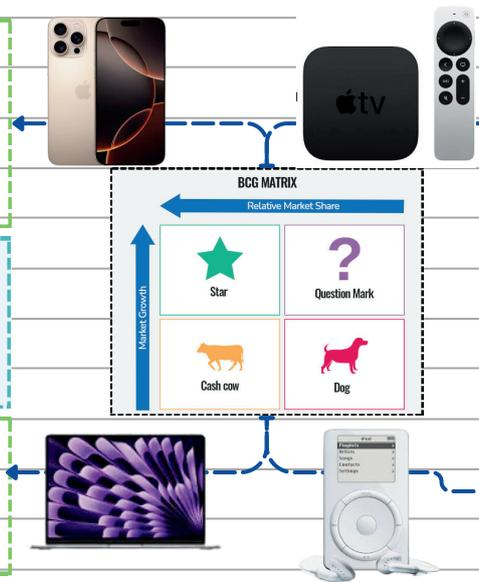 tv
BCG MATRIX
Relative Market Share
Market Growth
Star
Question Mark
Cash cow
Dog
iPod
Playlists
Artists
Songs
Contacts
Settings